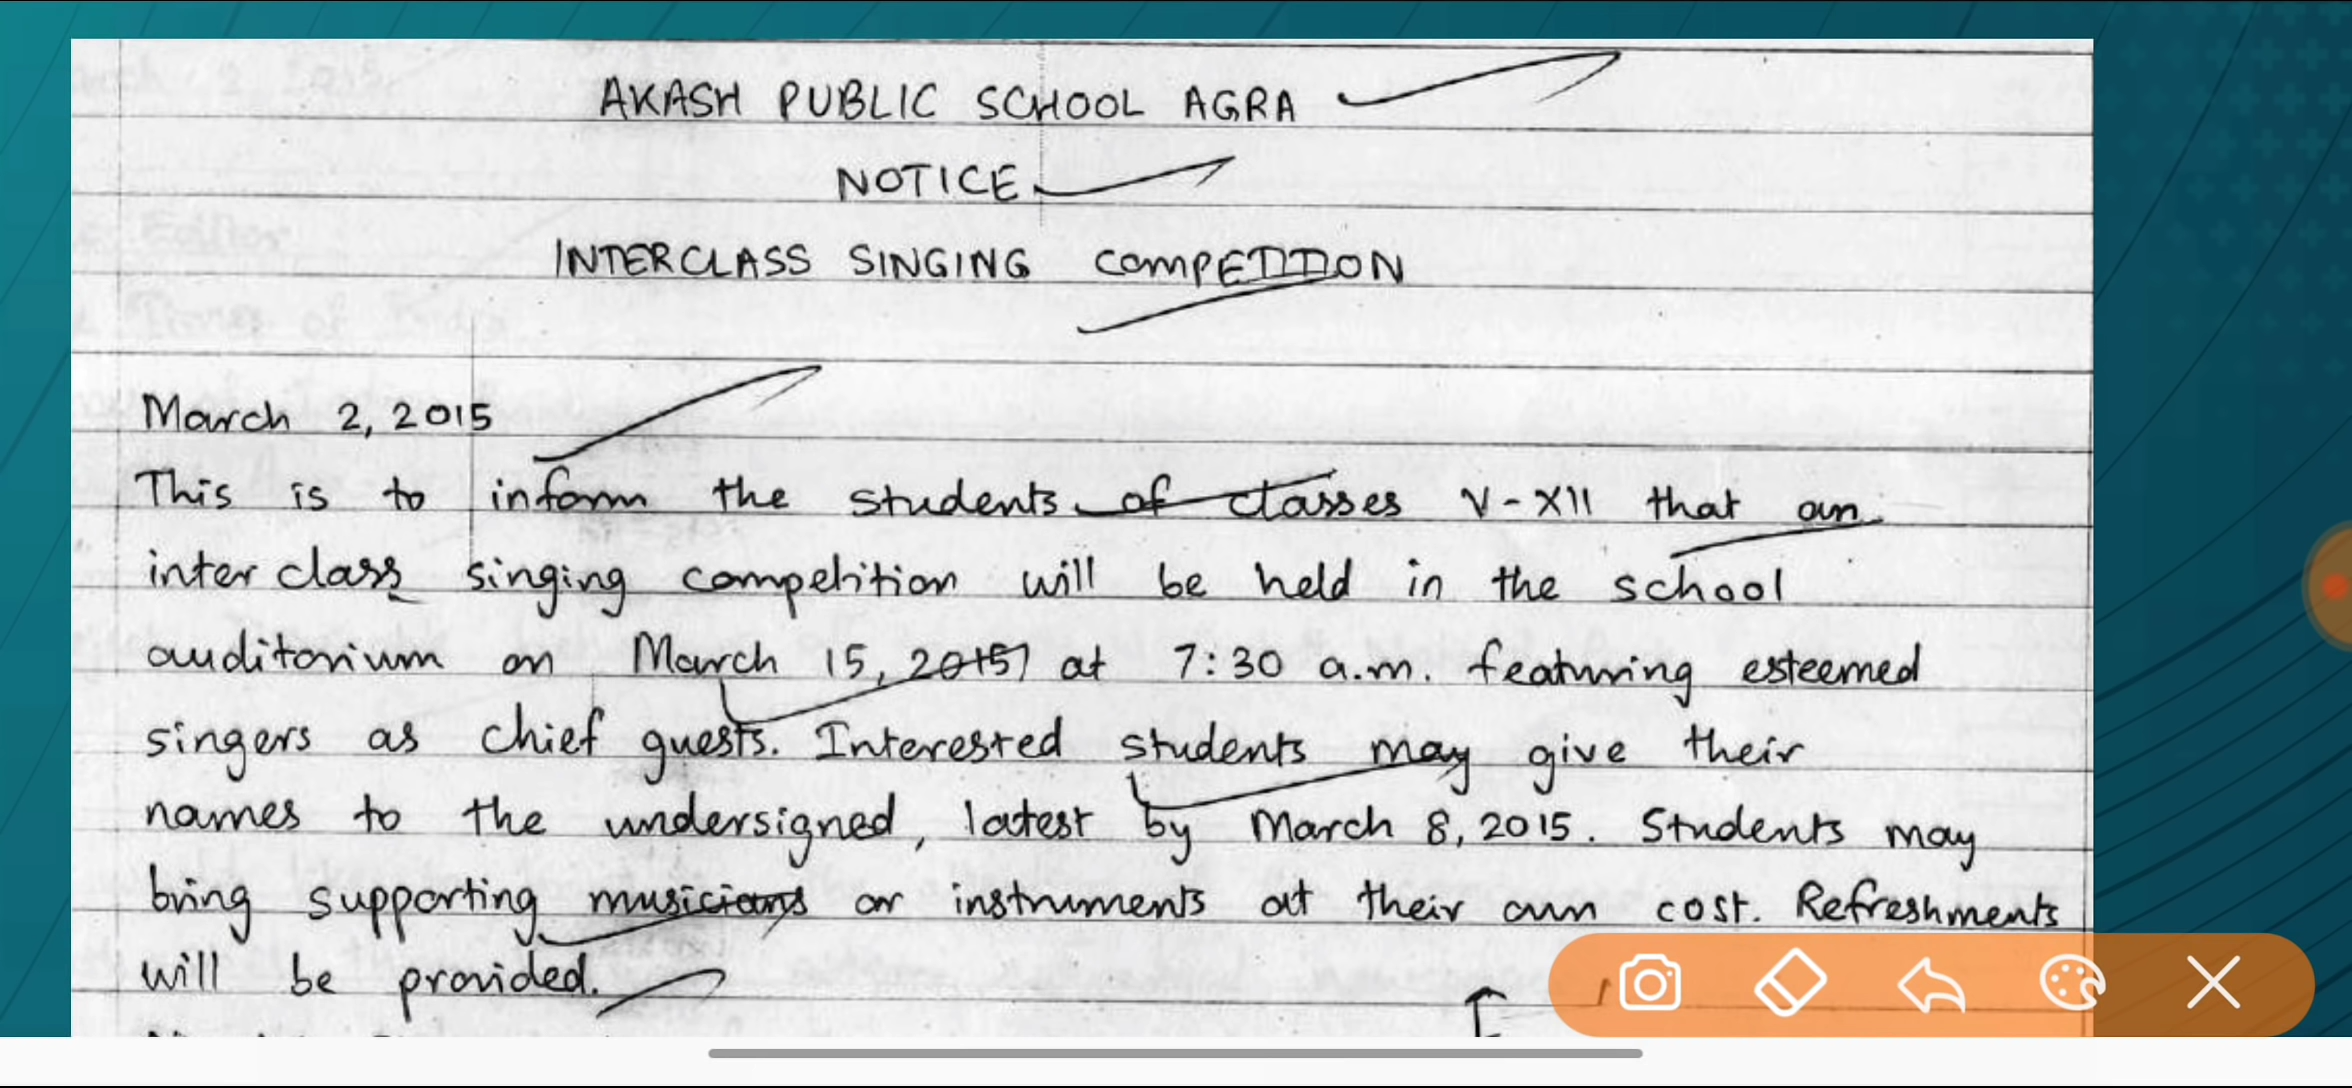 AKASH PUBLIC SCHOOL AGRA
NOTICE
INTERCLASS SINGING COMPETITION
March 2, 2015
This is to inform the students of classes V-XII that an
inter class singing competition will be held in the school
auditorium on March 15, 2015, at 7:30 a.m. featuring esteemed
singers as chief guests. Interested students may give their
names to the undersigned, latest by March 8, 2015. Students may
bring supporting musicians or instruments at their own cost. Refreshments
will be provided.